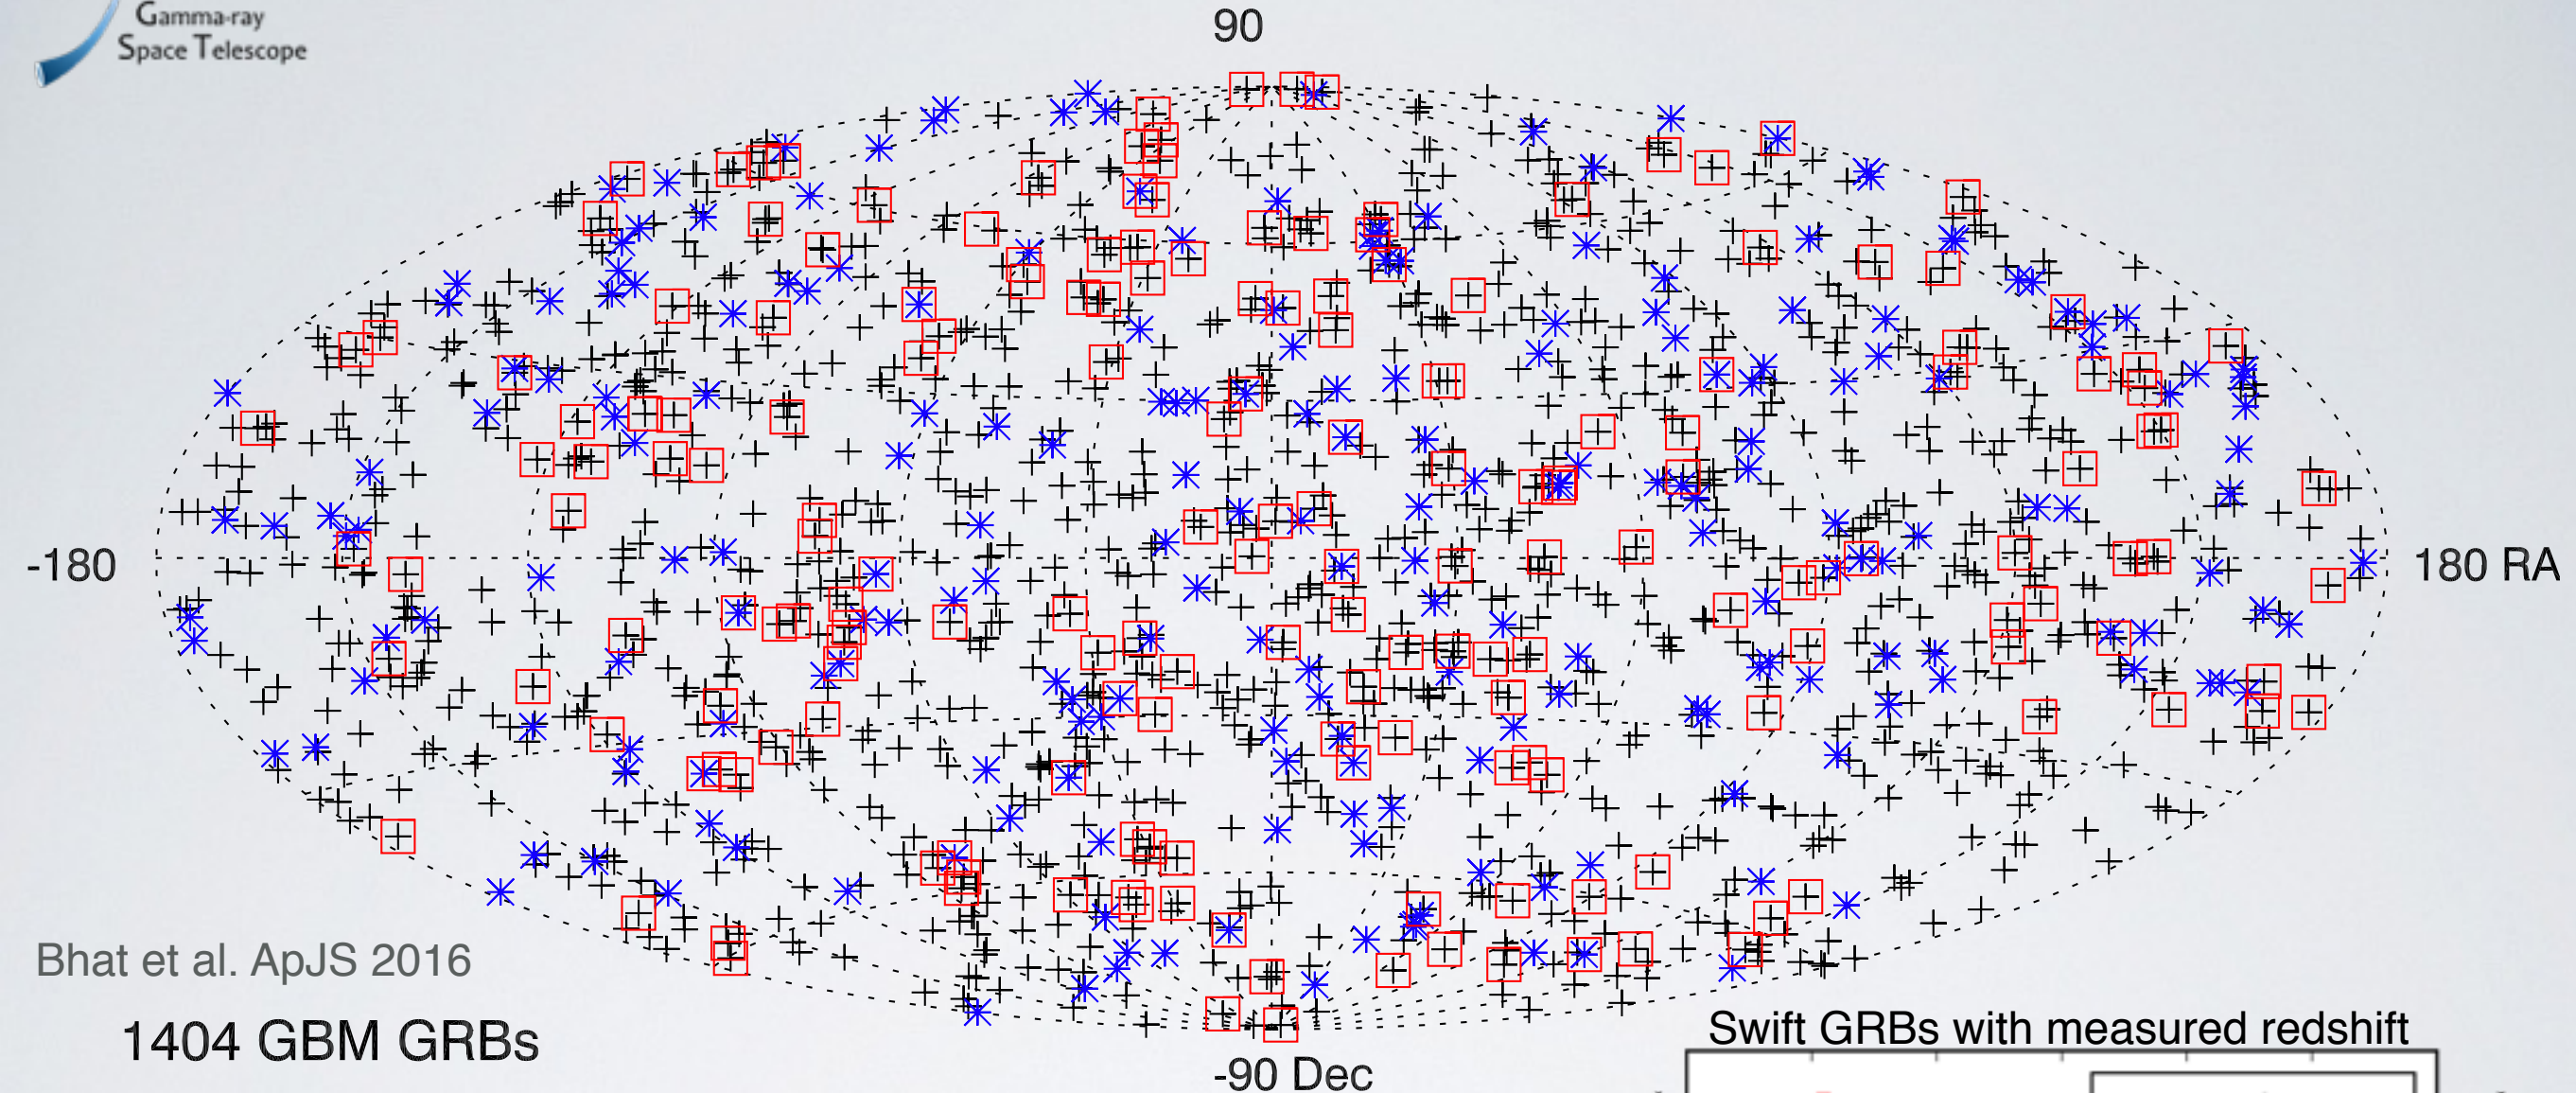 Gamma-ray
Space Telescope
90
-180
180 RA
Bhat et al. ApJS 2016
1404 GBM GRBs
-90 Dec
Swift GRBs with measured redshift